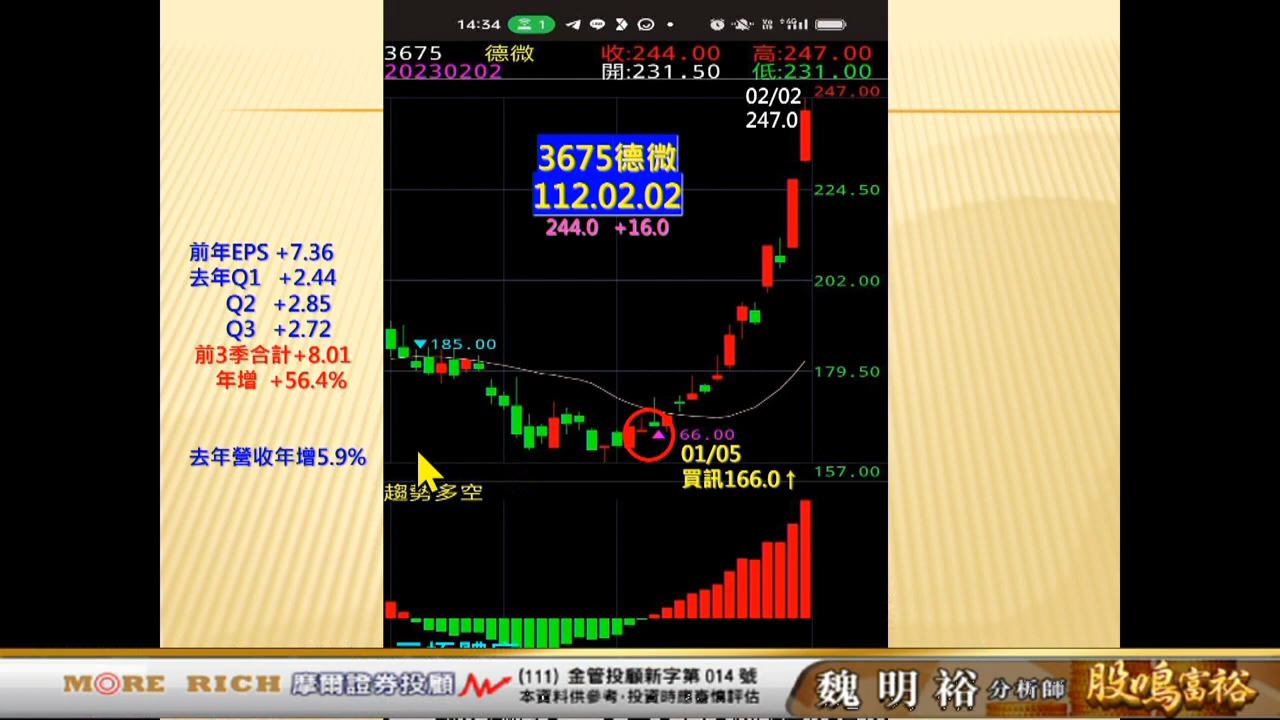 14:34
1
3675 德微 收:244.00 高:247.00
20230202 開:231.50 低:231.00
02/02 247.00
247.0
3675德微
112.02.02
244.0 +16.0
224.50
前年EPS +7.36
去年Q1 +2.44
202.00
Q2 +2.85
Q3 +2.72
▼185.00
前3季合計+8.01
年增 +56.4%
179.50
66.00
01/05
去年營收年增5.9%
買訊166.0↑
157.00
趨勢多空
MORE RICH 摩爾證券投顧
(111) 金管投顧新字第 014 號
本資料供參考,投資時應審慎評估
魏明裕 分析師
股鳴富裕